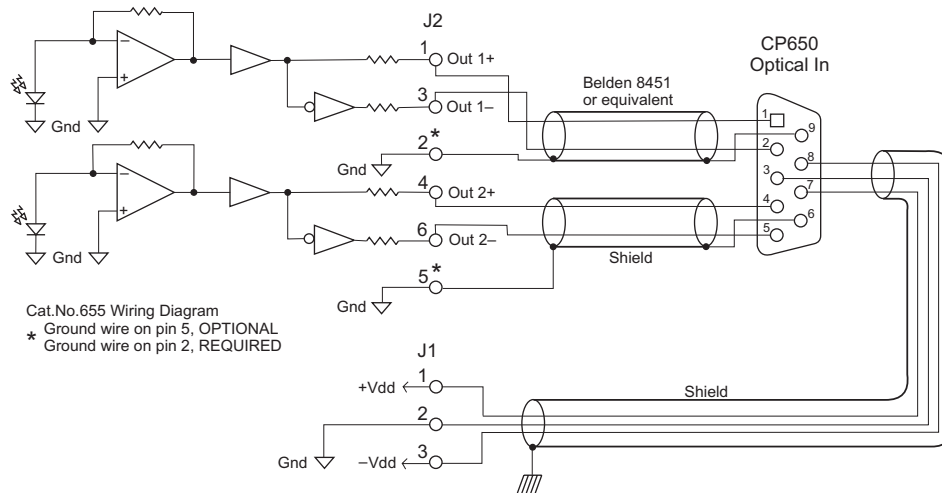 J2
1 Out 1+
3 Out 1–
Gnd
2*
Gnd
4 Out 2+
6 Out 2–
Gnd
5*
Gnd
Belden 8451
or equivalent
Shield
CP650
Optical In
1
2
3
4
5
9
8
7
6
Cat.No.655 Wiring Diagram
* Ground wire on pin 5, OPTIONAL
Ground wire on pin 2, REQUIRED
J1
+Vdd 1
2
Gnd
–Vdd 3
Shield
– +
– +